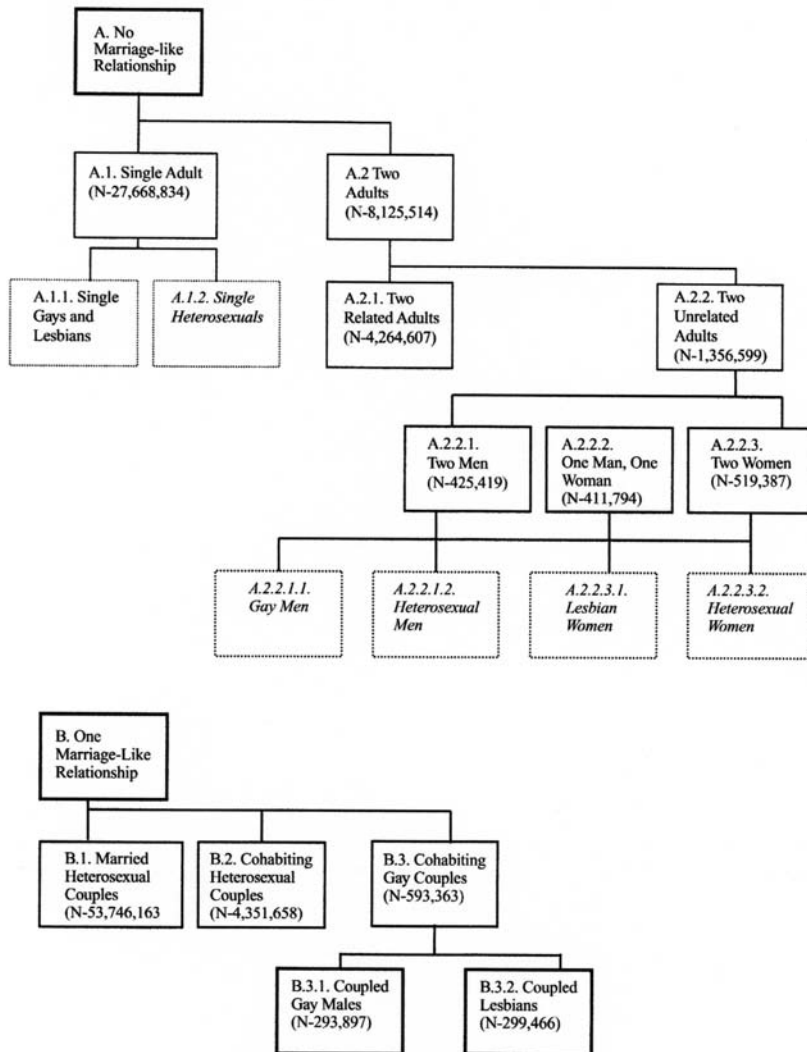 A. No
Marriage-like
Relationship
A.1. Single Adult
(N-27,668,834)
A.2 Two
Adults
(N-8,125,514)
A.1.1. Single
Gays and
Lesbians
A.1.2. Single
Heterosexuals
A.2.1. Two
Related Adults
(N-4,264,607)
A.2.2. Two
Unrelated
Adults
(N-1,356,599)
A.2.2.1.
Two Men
(N-425,419)
A.2.2.2.
One Man, One
Woman
(N-411,794)
A.2.2.3.
Two Women
(N-519,387)
A.2.2.1.1.
Gay Men
A.2.2.1.2.
Heterosexual
Men
A.2.2.3.1.
Lesbian
Women
A.2.2.3.2.
Heterosexual
Women
B. One
Marriage-Like
Relationship
B.1. Married
Heterosexual
Couples
(N-53,746,163
B.2. Cohabiting
Heterosexual
Couples
(N-4,351,658)
B.3. Cohabiting
Gay Couples
(N-593,363)
B.3.1. Coupled
Gay Males
(N-293,897)
B.3.2. Coupled
Lesbians
(N-299,466)